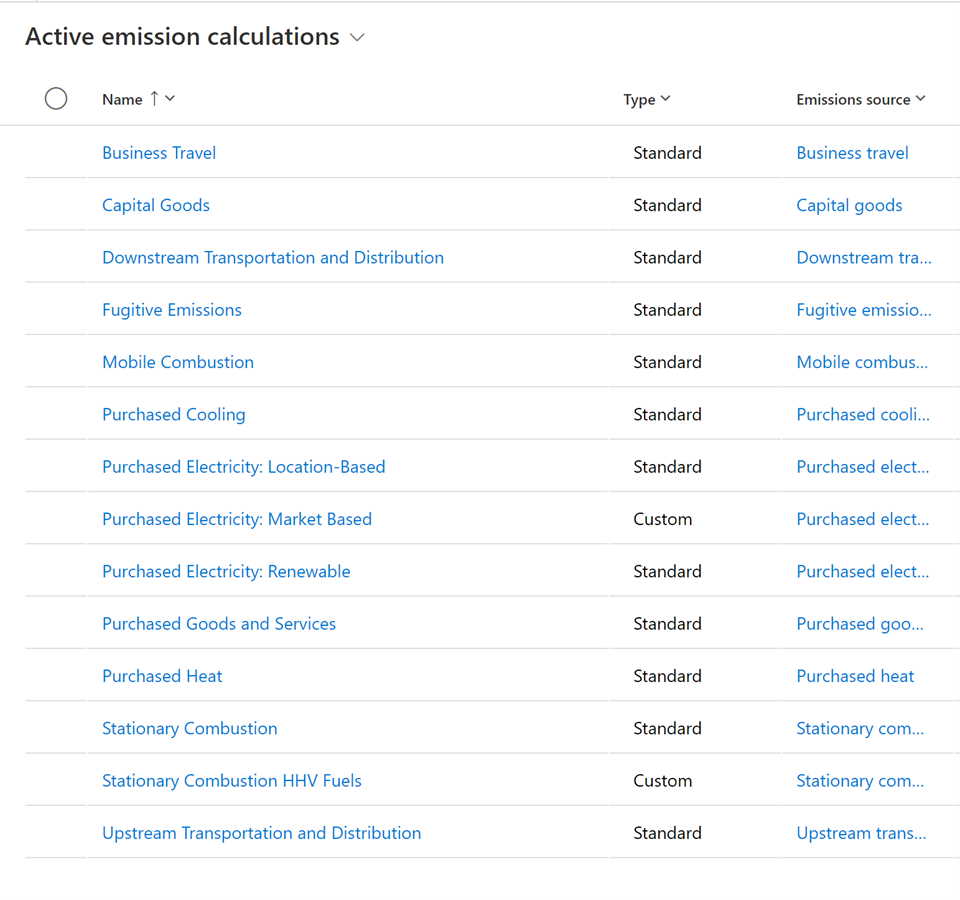 Active emission calculations
Name Type Emissions source
Business Travel Standard Business travel
Capital Goods Standard Capital goods
Downstream Transportation and Distribution Standard Downstream tra...
Fugitive Emissions Standard Fugitive emissio...
Mobile Combustion Standard Mobile combus...
Purchased Cooling Standard Purchased cooli...
Purchased Electricity: Location-Based Standard Purchased elect...
Purchased Electricity: Market Based Custom Purchased elect...
Purchased Electricity: Renewable Standard Purchased elect...
Purchased Goods and Services Standard Purchased goo...
Purchased Heat Standard Purchased heat
Stationary Combustion Standard Stationary com...
Stationary Combustion HHV Fuels Custom Stationary com...
Upstream Transportation and Distribution Standard Upstream trans...